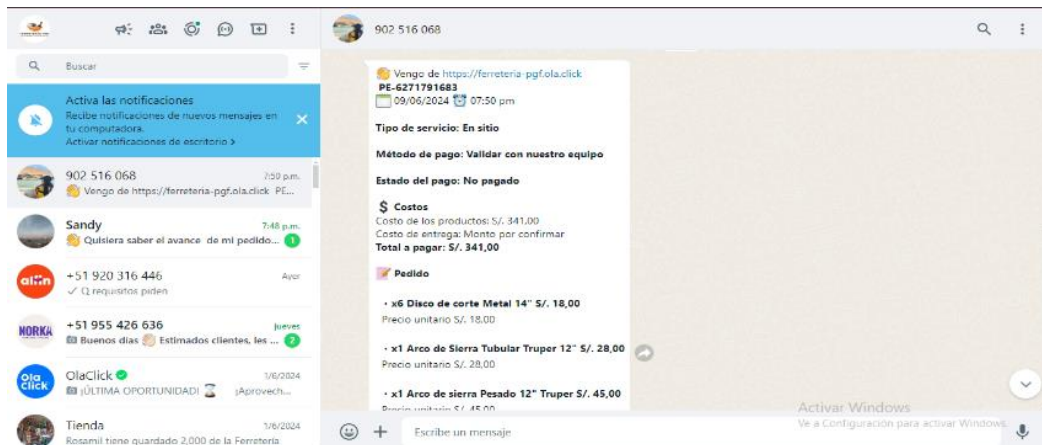 902 516 068
Buscar
Activa las notificaciones
Recibe notificaciones de nuevos mensajes en
tu computadora.
Activar notificaciones de escritorio >
902 516 068 7:50 p.m.
Vengo de https://ferreteria-pgf.ola.click PE...
Sandy 7:48 p.m.
Quisiera saber el avance de mi pedido... 1
aliin
+51 920 316 446 Ayer
Q requisitos piden
NORKA
+51 955 426 636 jueves
Buenos dias Estimados clientes, les ... 2
Ola Click
OlaClick 1/6/2024
¡ÚLTIMA OPORTUNIDAD! ¡Aprovech...
Tienda 1/6/2024
Rosamil tiene guardado 2,000 de la Ferretería
Vengo de https://ferreteria-pgf.ola.click
PE-6271791683
09/06/2024 07:50 pm
Tipo de servicio: En sitio
Método de pago: Validar con nuestro equipo
Estado del pago: No pagado
$ Costos
Costo de los productos: S/. 341,00
Costo de entrega: Monto por confirmar
Total a pagar: S/. 341,00
Pedido
· x6 Disco de corte Metal 14" S/. 18,00
Precio unitario S/. 18,00
· x1 Arco de Sierra Tubular Truper 12" S/. 28,00
Precio unitario S/. 28,00
· x1 Arco de sierra Pesado 12" Truper S/. 45,00
Precio unitario S/. 45,00
Activar Windows
Ve a Configuración para activar Windows.
Escribe un mensaje